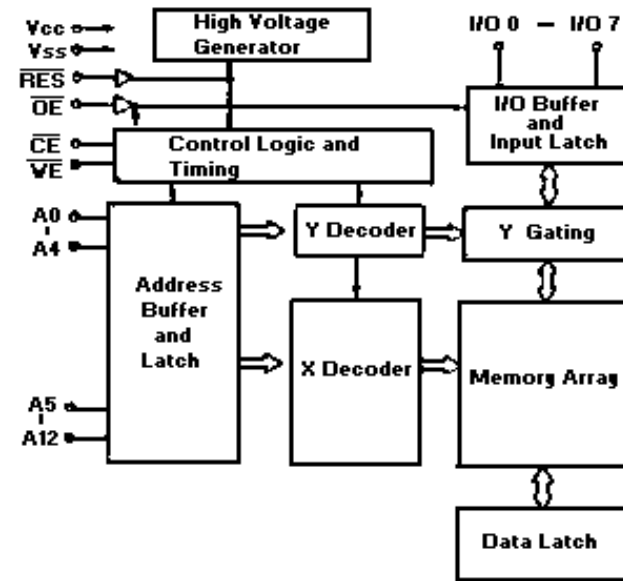 Vcc
Vss
RES
OE
CE
WE
A0
A4
A5
A12
High Voltage
Generator
I/O 0 — I/O 7
I/O Buffer
and
Input Latch
Control Logic and
Timing
Y Decoder
Y Gating
Address
Buffer
and
Latch
X Decoder
Memory Array
Data Latch